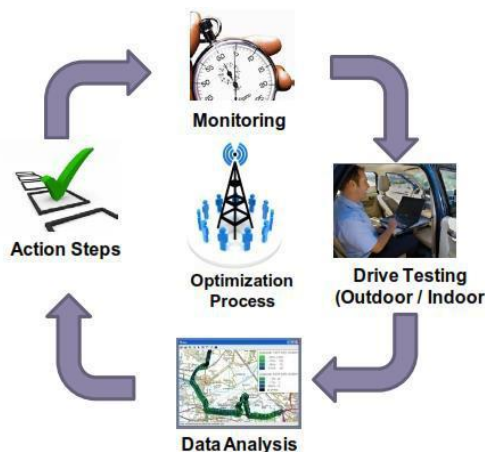 Monitoring
Action Steps
Optimization
Process
Drive Testing
(Outdoor / Indoor
Data Analysis